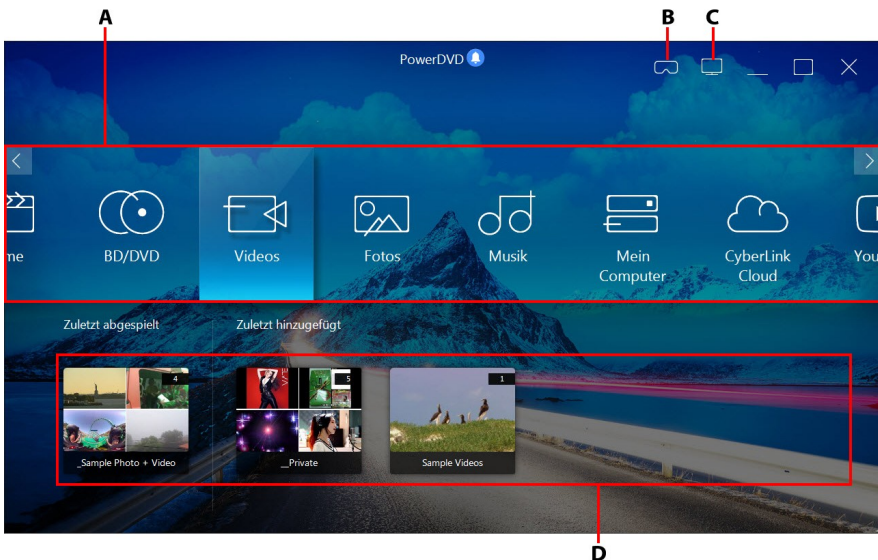 A
B
C
PowerDVD
me
BD/DVD
Videos
Fotos
Musik
Mein
Computer
CyberLink
Cloud
You
Zuletzt abgespielt
Zuletzt hinzugefügt
4
5
1
_Sample Photo + Video
__Private
Sample Videos
D